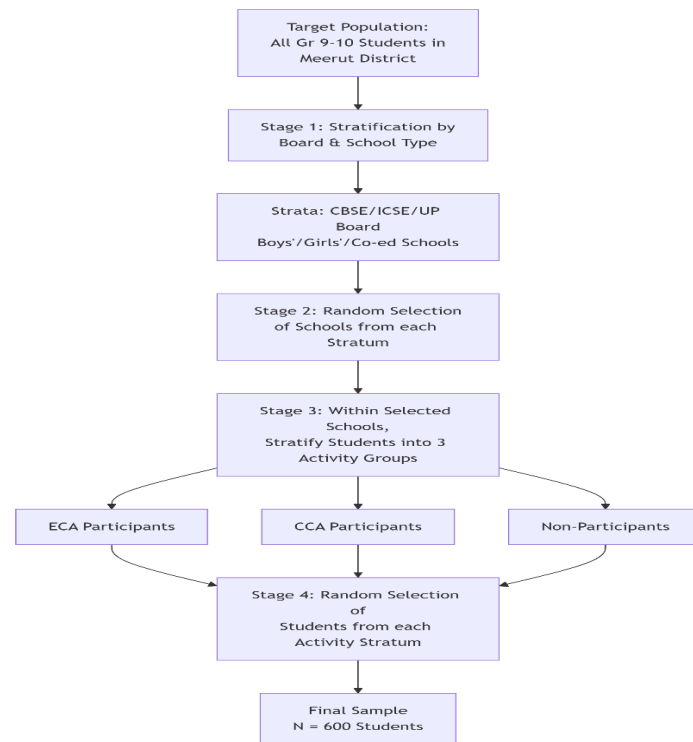 Target Population:
All Gr 9-10 Students in
Meerut District
Stage 1: Stratification by
Board & School Type
Strata: CBSE/ICSE/UP
Board
Boys'/Girls'/Co-ed Schools
Stage 2: Random Selection
of Schools from each
Stratum
Stage 3: Within Selected
Schools,
Stratify Students into 3
Activity Groups
ECA Participants
CCA Participants
Non-Participants
Stage 4: Random Selection
of
Students from each
Activity Stratum
Final Sample
N = 600 Students